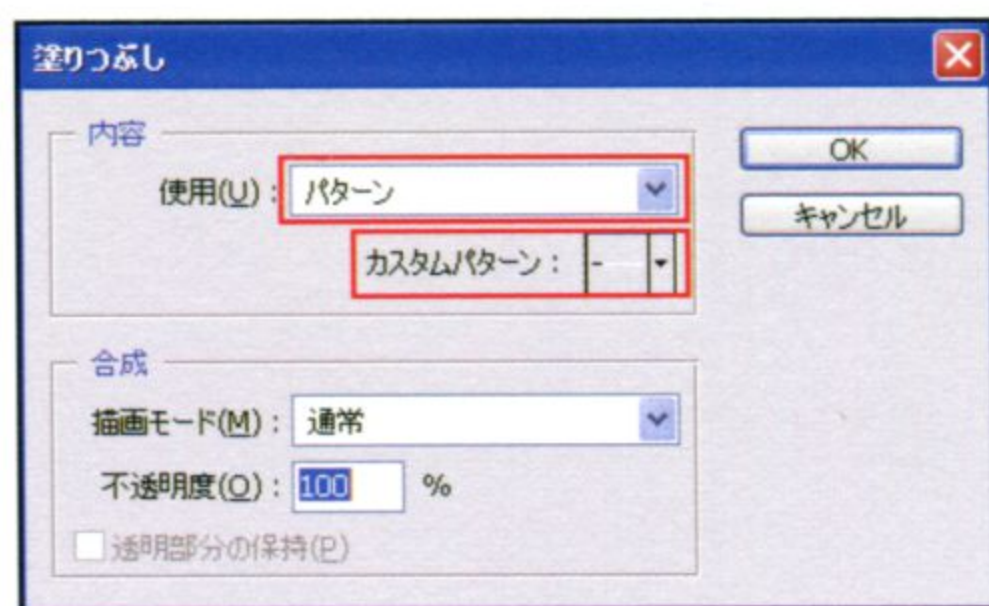 塗りつぶし
内容
使用(U): パターン
カスタムパターン: -
OK
キャンセル
合成
描画モード(M): 通常
不透明度(O): 100 %
透明部分の保持(P)